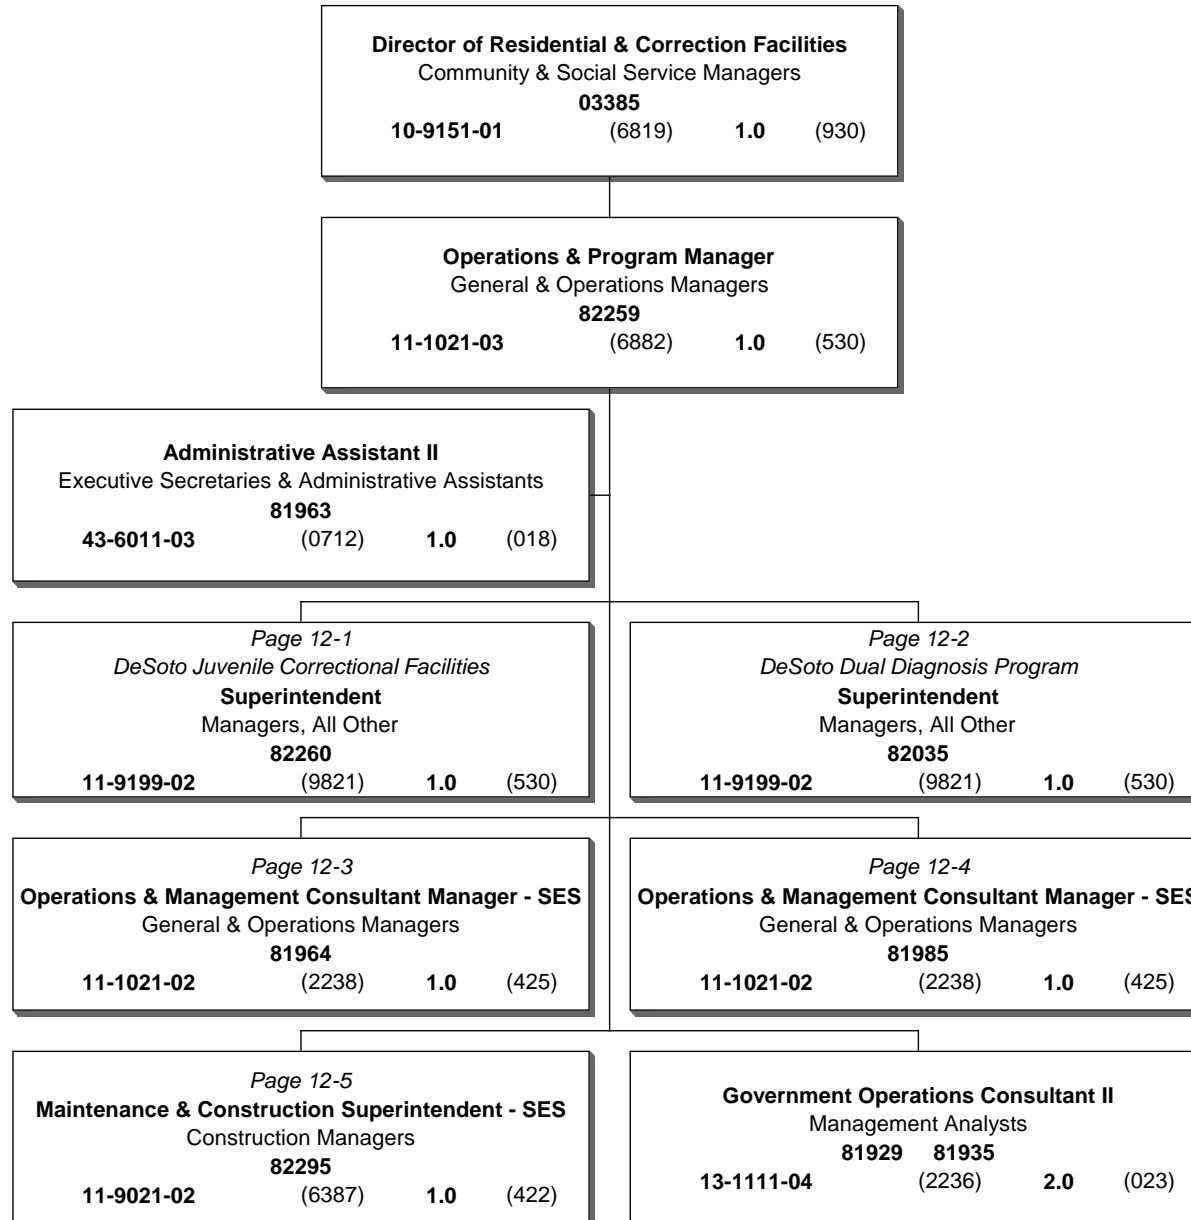 Director of Residential & Correction Facilities
Community & Social Service Managers
03385
10-9151-01 (6819) 1.0 (930)
Operations & Program Manager
General & Operations Managers
82259
11-1021-03 (6882) 1.0 (530)
Administrative Assistant II
Executive Secretaries & Administrative Assistants
81963
43-6011-03 (0712) 1.0 (018)
Page 12-1
DeSoto Juvenile Correctional Facilities
Superintendent
Managers, All Other
82260
11-9199-02 (9821) 1.0 (530)
Page 12-2
DeSoto Dual Diagnosis Program
Superintendent
Managers, All Other
82035
11-9199-02 (9821) 1.0 (530)
Page 12-3
Operations & Management Consultant Manager - SES
General & Operations Managers
81964
11-1021-02 (2238) 1.0 (425)
Page 12-4
Operations & Management Consultant Manager - SES
General & Operations Managers
81985
11-1021-02 (2238) 1.0 (425)
Page 12-5
Maintenance & Construction Superintendent - SES
Construction Managers
82295
11-9021-02 (6387) 1.0 (422)
Government Operations Consultant II
Management Analysts
81929 81935
13-1111-04 (2236) 2.0 (023)